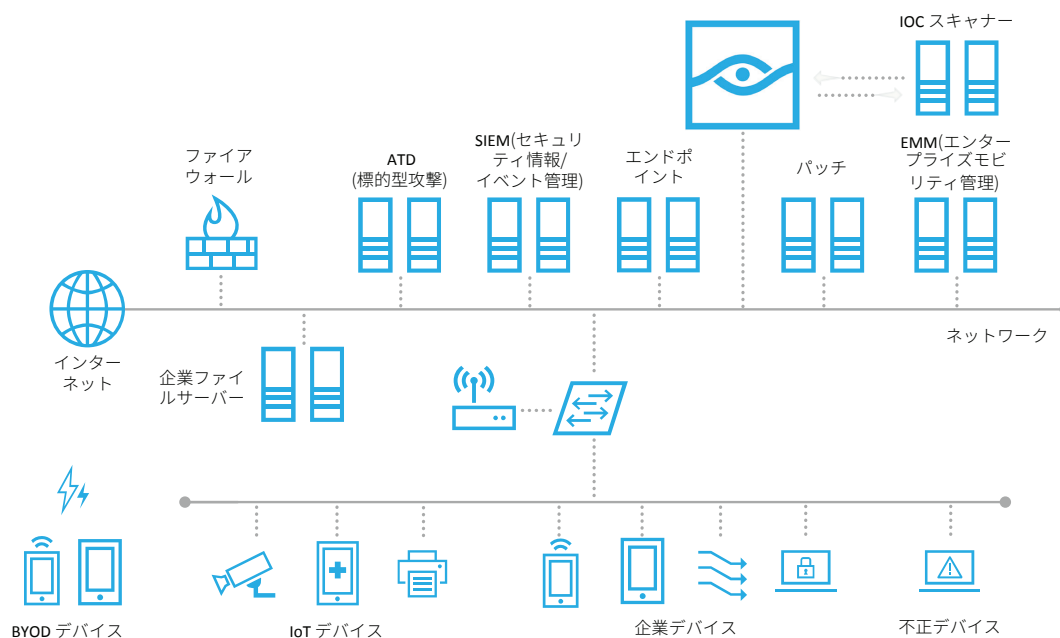 IOC スキャナー
ファイア
ウォール
ATD
(標的型攻撃)
SIEM(セキュリ
ティ情報/
イベント管理)
エンドポ
イント
パッチ
EMM(エンター
プライズモビ
リティ管理)
インター
ネット
ネットワーク
企業ファイ
ルサーバー
BYOD デバイス
IoT デバイス
企業デバイス
不正デバイス